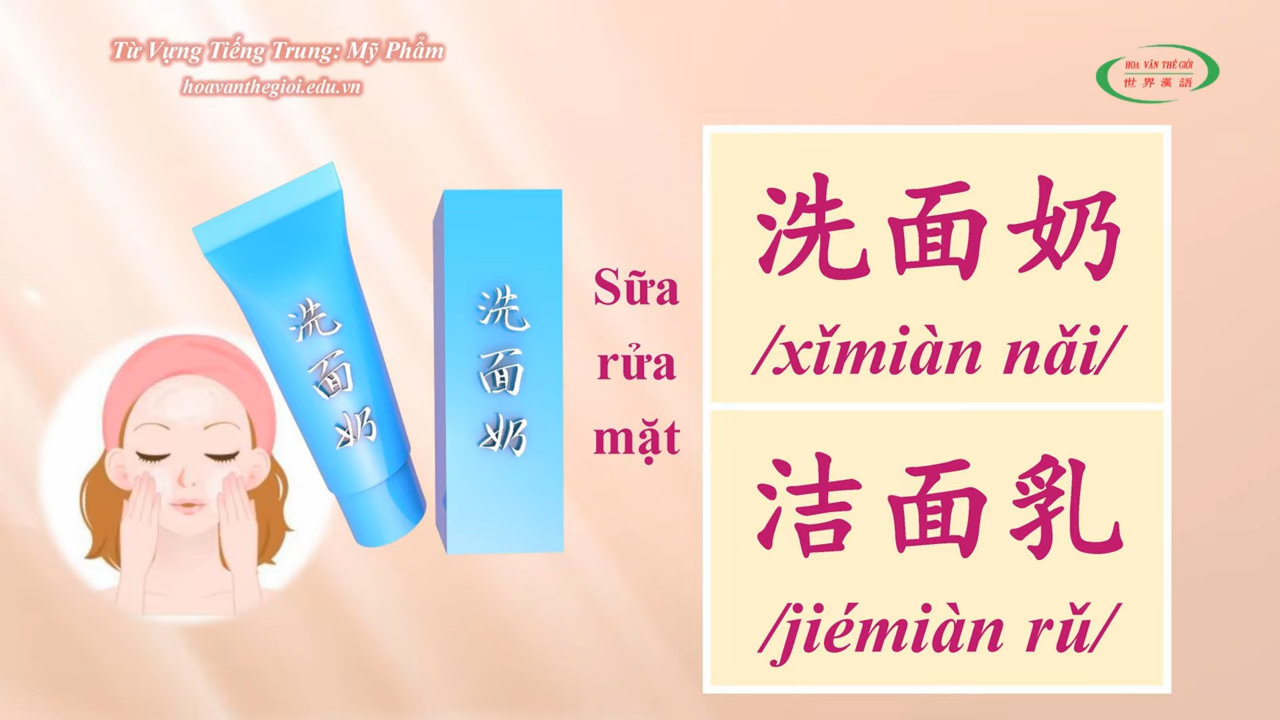 Từ Vựng Tiếng Trung: Mỹ Phẩm
hoavanthegioi.edu.vn
HOA VĂN THẾ GIỚI
世界漢語
洗面奶
洗面奶
Sữa
rửa
mặt
洗面奶
/xǐmiàn nǎi/
洁面乳
/jiémiàn rǔ/